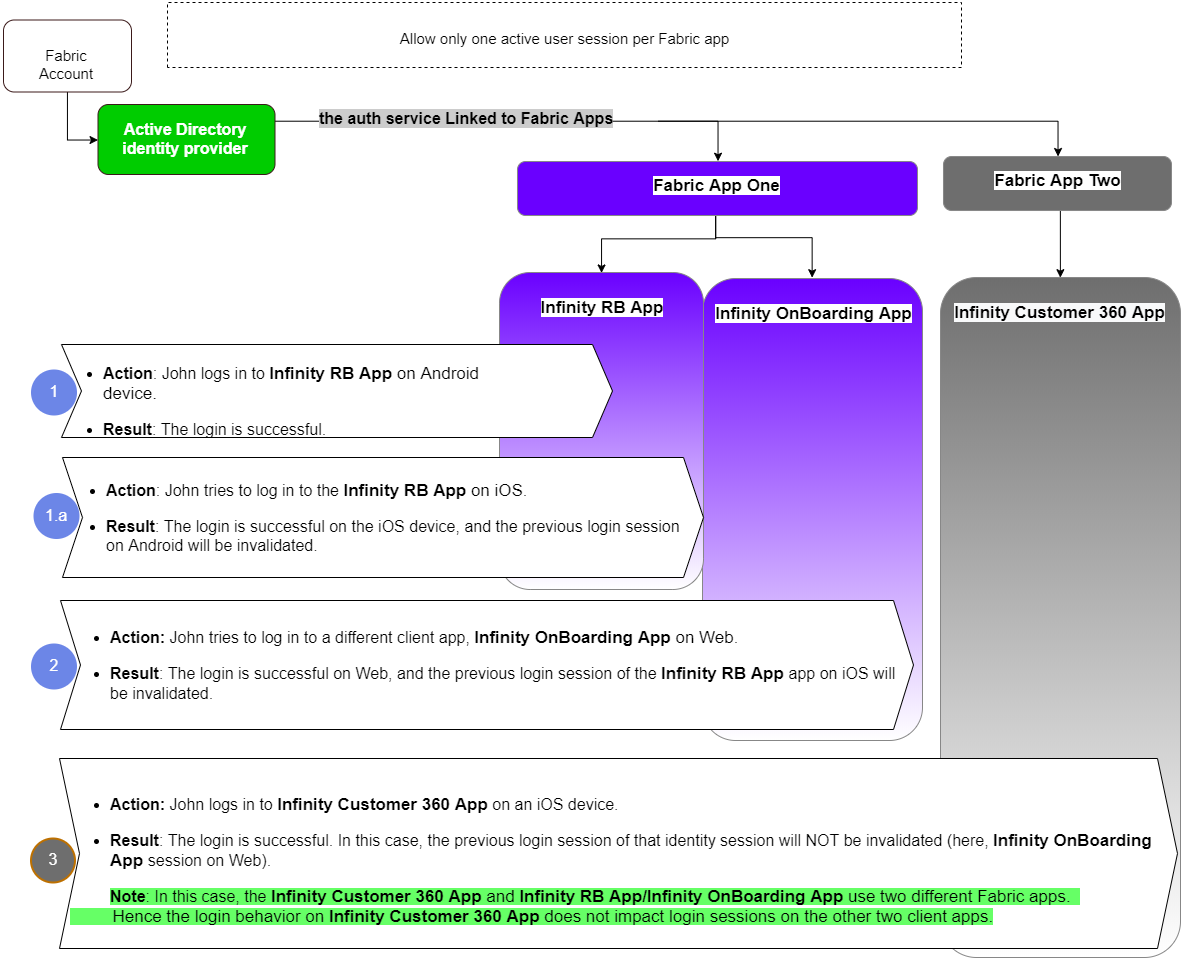 Allow only one active user session per Fabric app
Fabric
Account
Active Directory
identity provider
the auth service Linked to Fabric Apps
Fabric App One
Fabric App Two
Infinity RB App
Infinity OnBoarding App
Infinity Customer 360 App
1
Action: John logs in to Infinity RB App on Android
device.
Result: The login is successful.
1.a
Action: John tries to log in to the Infinity RB App on iOS.
Result: The login is successful on the iOS device, and the previous login session
on Android will be invalidated.
2
Action: John tries to log in to a different client app, Infinity OnBoarding App on Web.
Result: The login is successful on Web, and the previous login session of the Infinity RB App app on iOS will
be invalidated.
3
Action: John logs in to Infinity Customer 360 App on an iOS device.
Result: The login is successful. In this case, the previous login session of that identity session will NOT be invalidated (here, Infinity OnBoarding
App session on Web).
Note: In this case, the Infinity Customer 360 App and Infinity RB App/Infinity OnBoarding App use two different Fabric apps.
Hence the login behavior on Infinity Customer 360 App does not impact login sessions on the other two client apps.